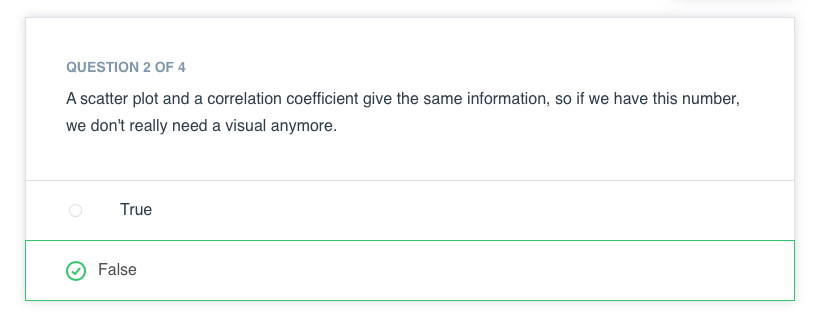 QUESTION 2 OF 4
A scatter plot and a correlation coefficient give the same information, so if we have this number,
we don't really need a visual anymore.
True
False